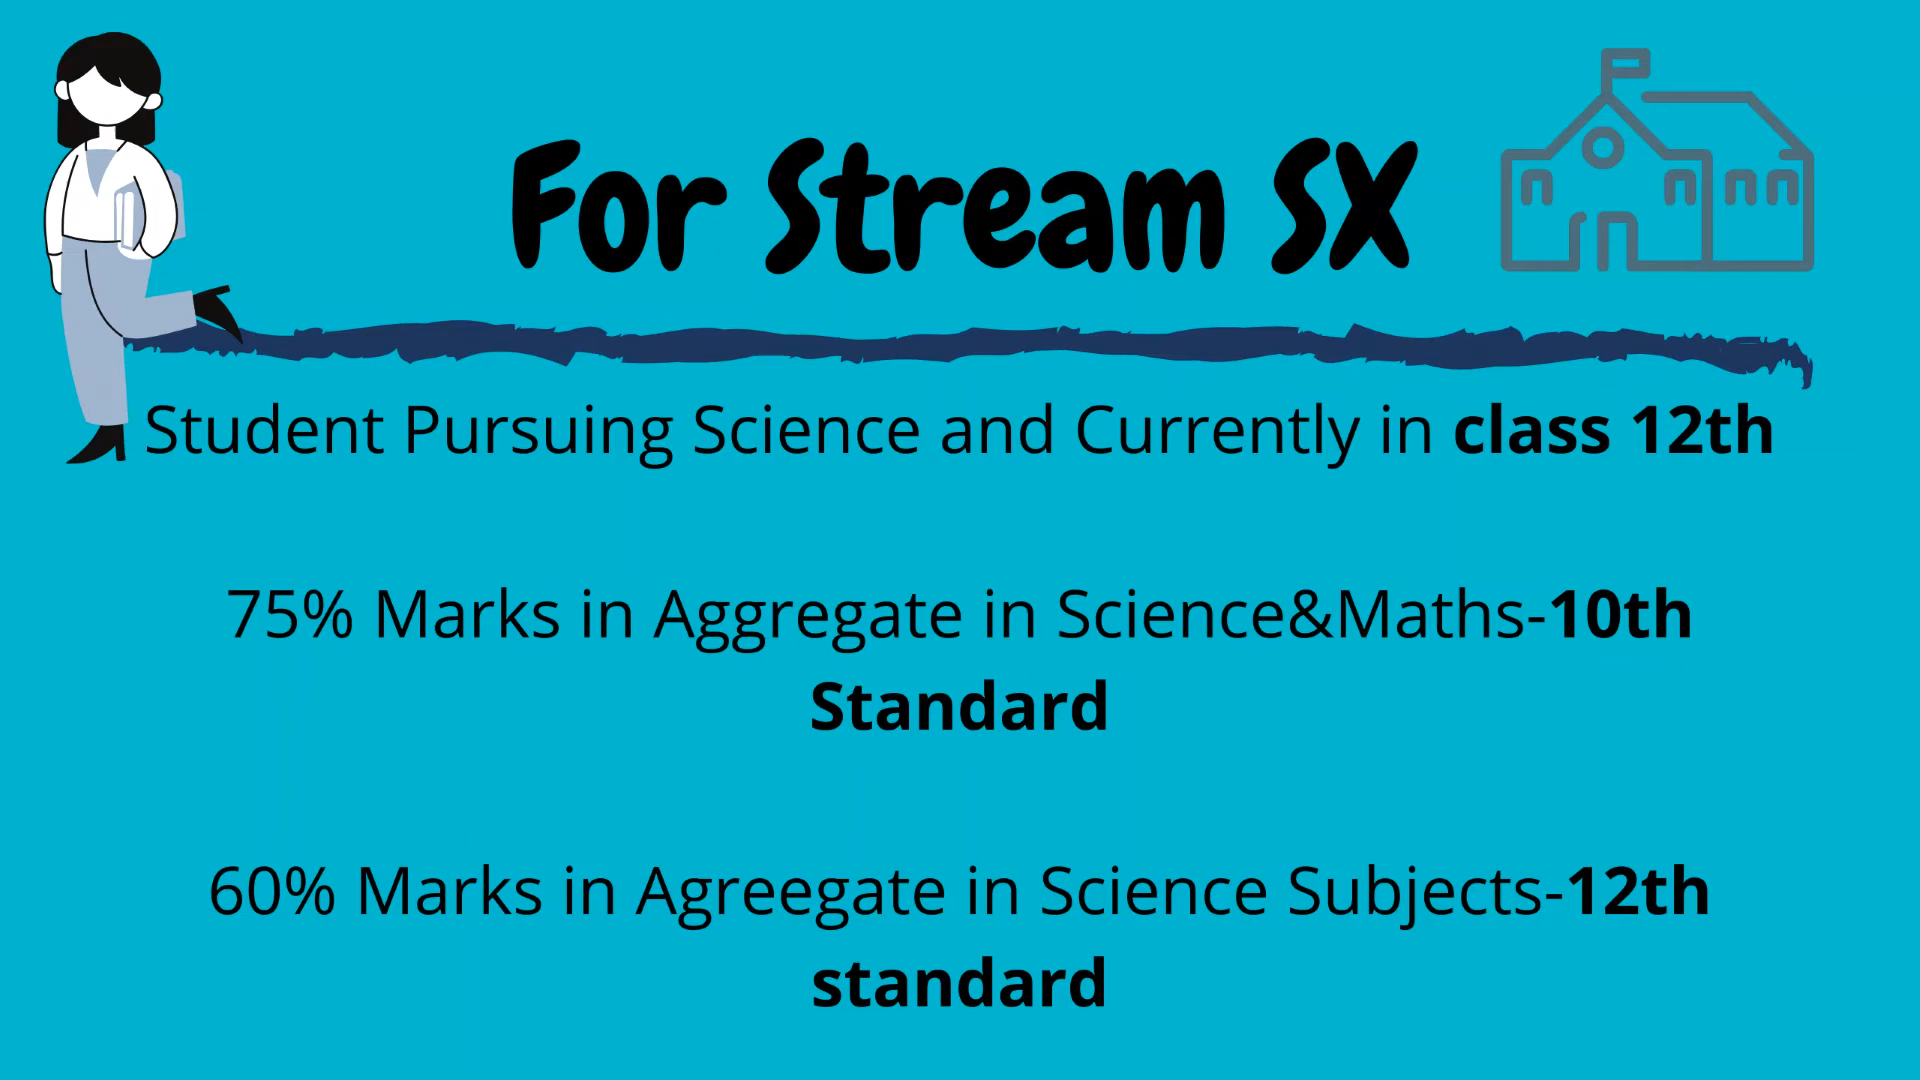 For Stream SX
Student Pursuing Science and Currently in class 12th
75% Marks in Aggregate in Science&Maths-10th
Standard
60% Marks in Agreegate in Science Subjects-12th
standard